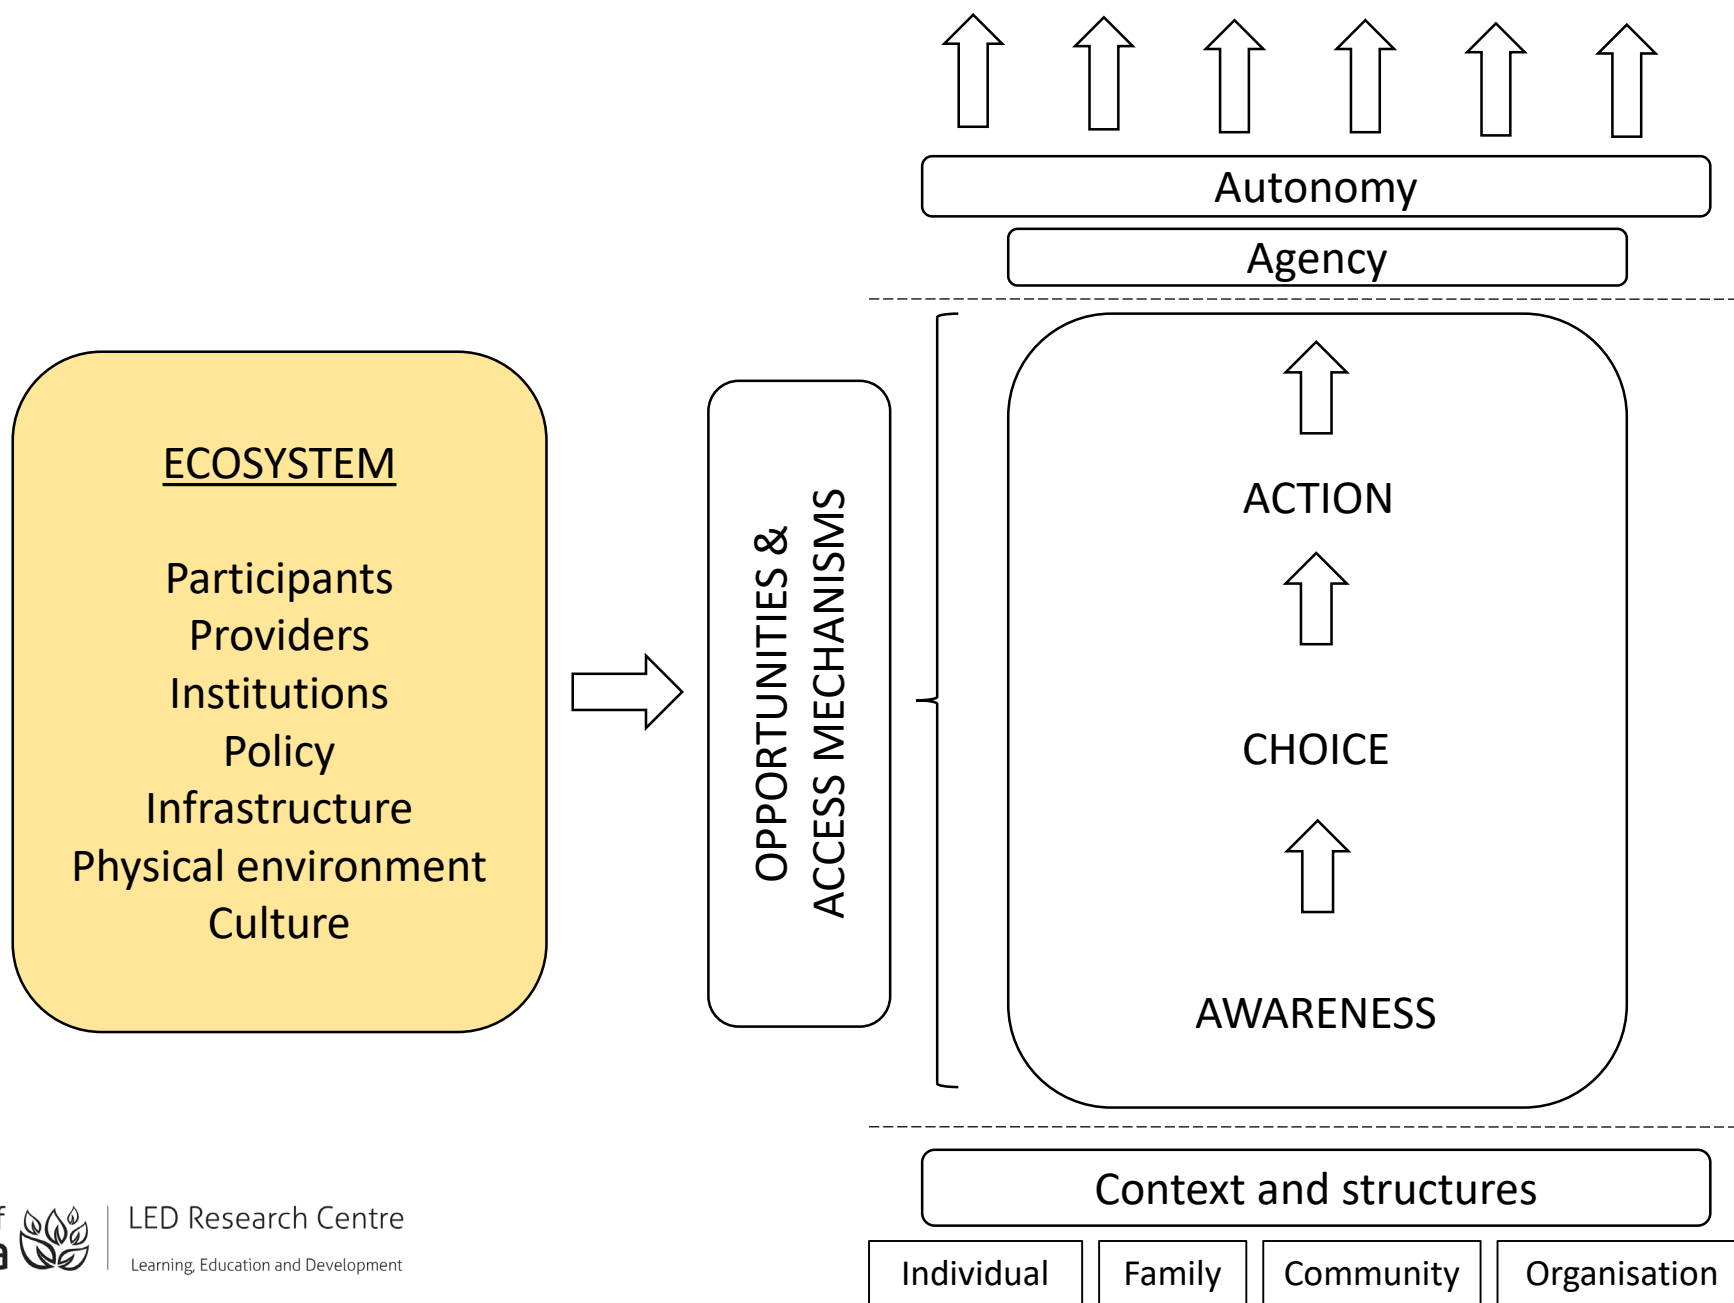 Autonomy
Agency
ECOSYSTEM
Participants
Providers
Institutions
Policy
Infrastructure
Physical environment
Culture
OPPORTUNITIES &
ACCESS MECHANISMS
ACTION
CHOICE
AWARENESS
Context and structures
Individual
Family
Community
Organisation
LED Research Centre
Learning, Education and Development